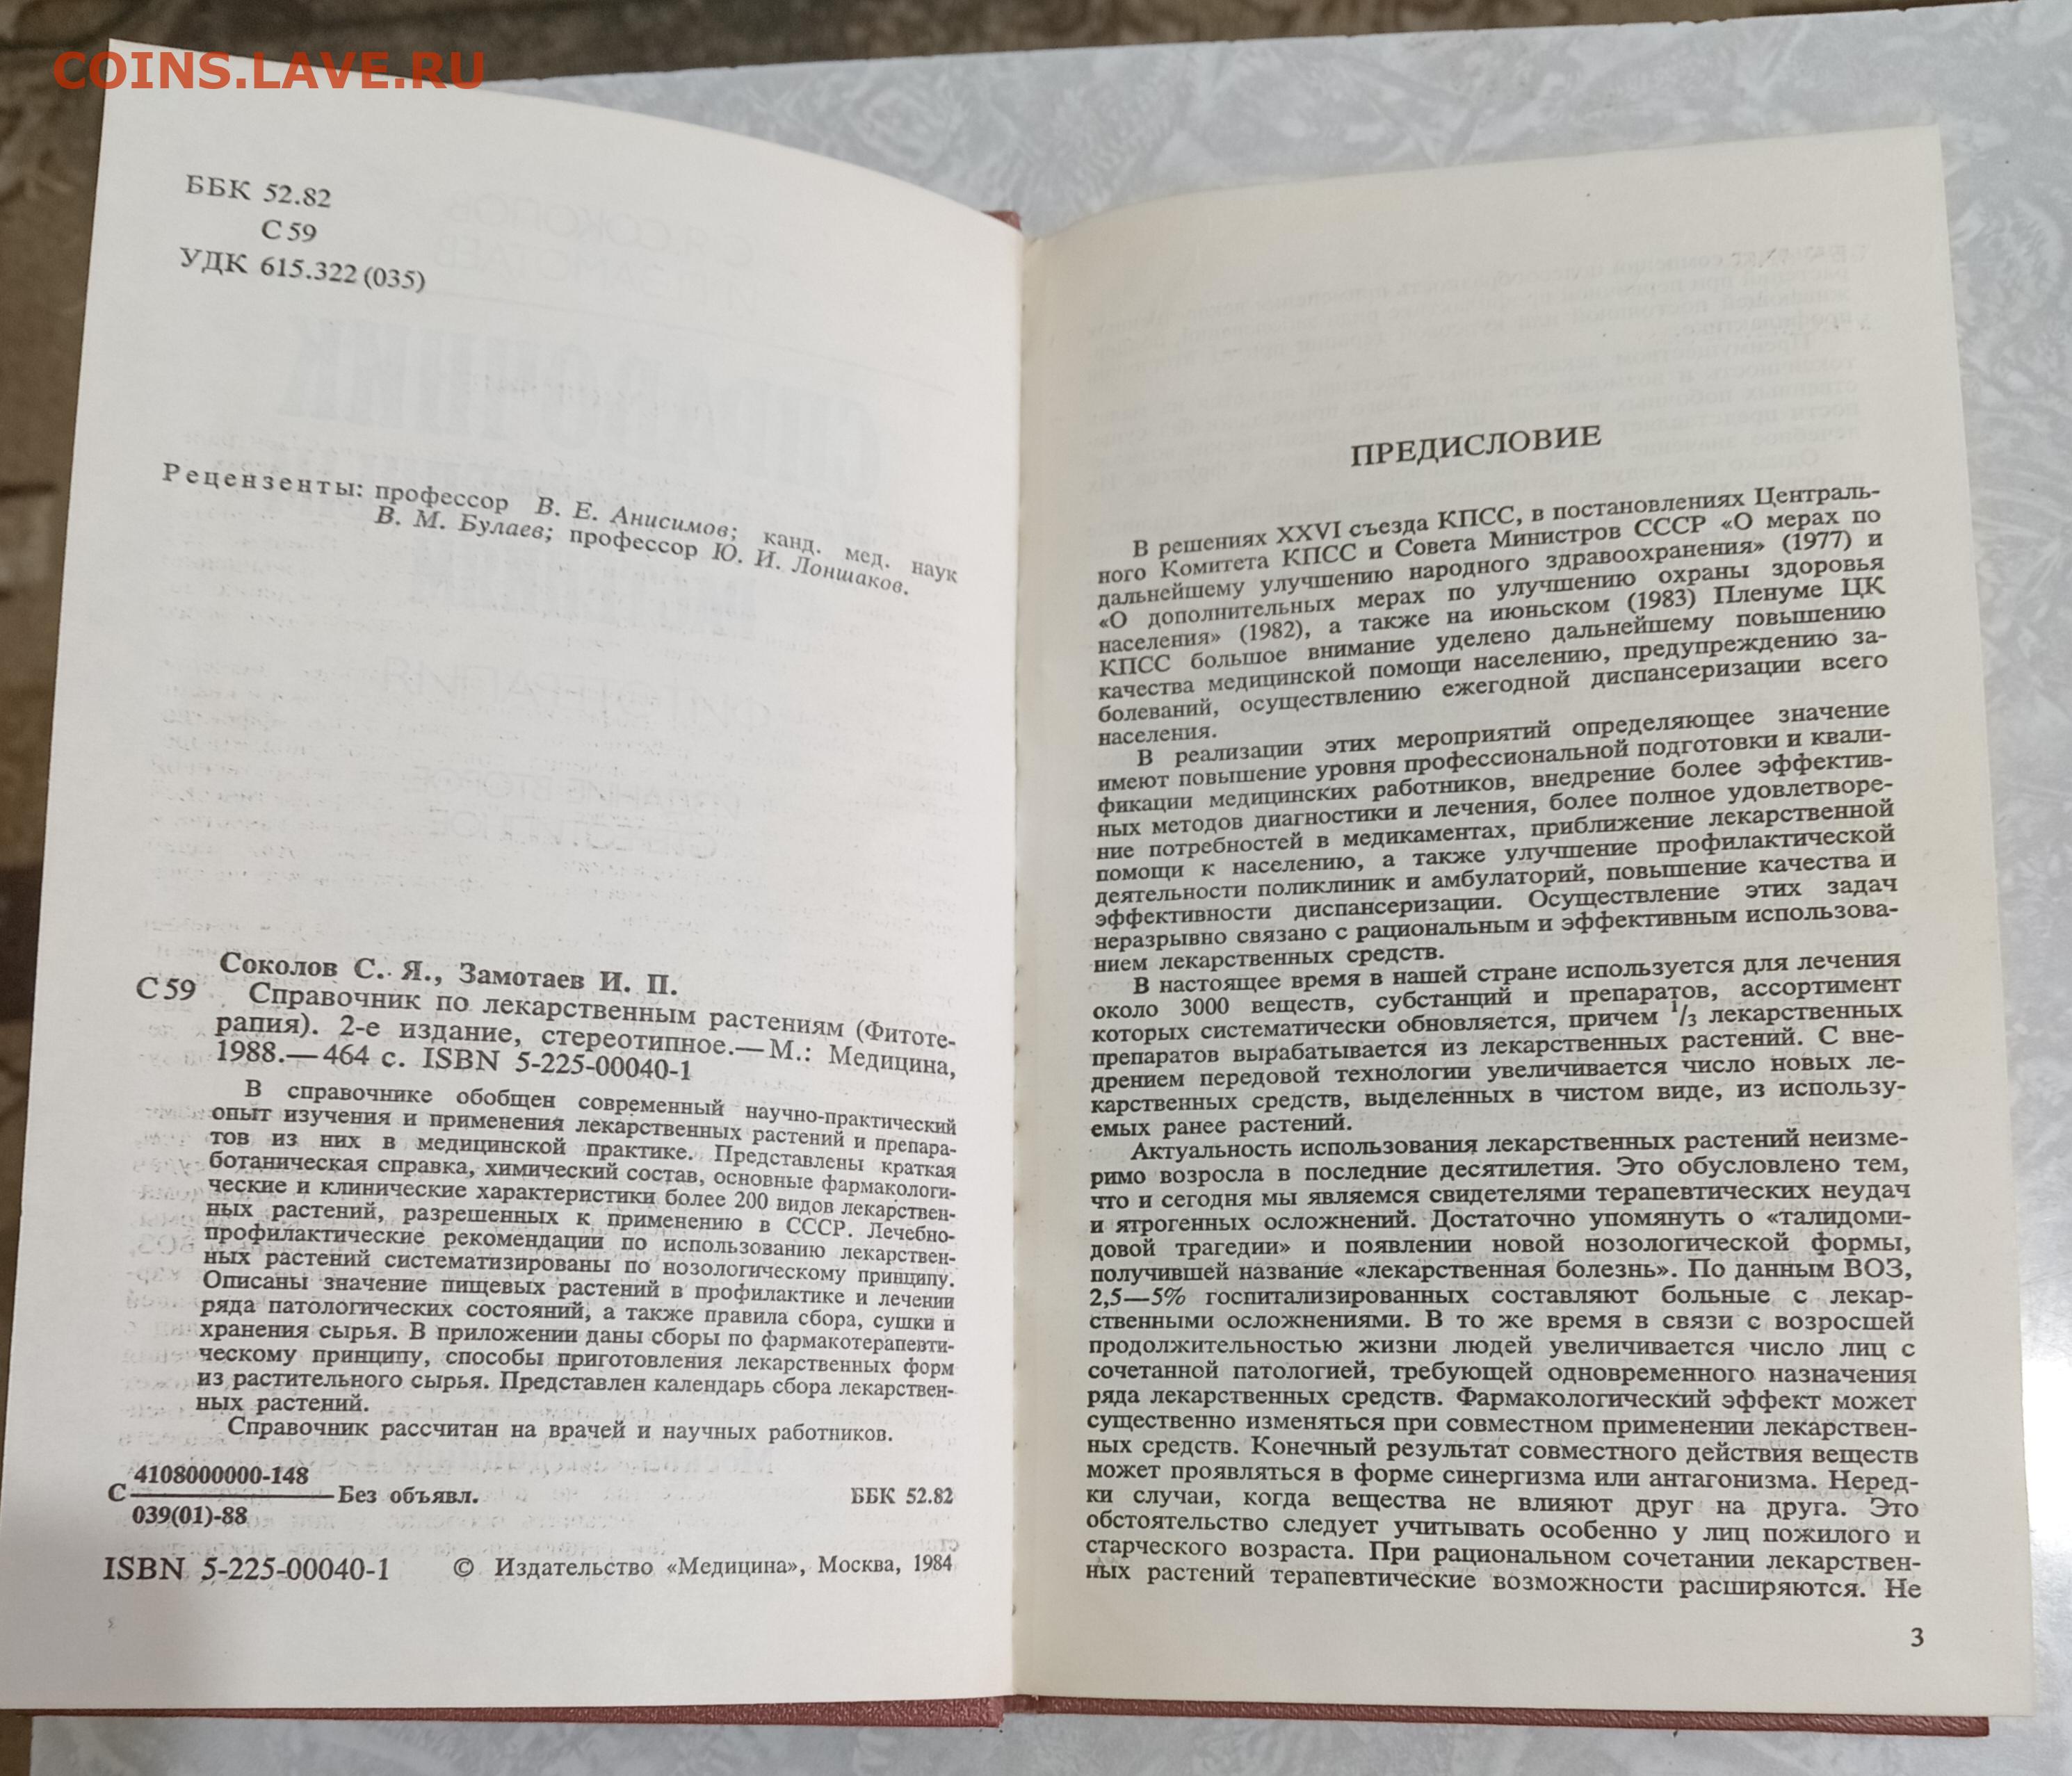 COINS.LAVE.RU
ББК 52.82
С 59
УДК 615.322 (035)
Рецензенты: профессор В. Е. Анисимов; канд. мед. наук
В. М. Булаев; профессор Ю. И. Лоншаков.
Соколов С. Я., Замотаев И. П.
С 59 Справочник по лекарственным растениям (Фитоте-
рапия). 2-е издание, стереотипное.— М.: Медицина,
1988.— 464 с. ISBN 5-225-00040-1
В справочнике обобщен современный научно-практический
опыт изучения и применения лекарственных растений и препара-
тов из них в медицинской практике. Представлены краткая
ботаническая справка, химический состав, основные фармакологи-
ческие и клинические характеристики более 200 видов лекарствен-
ных растений, разрешенных к применению в СССР. Лечебно-
профилактические рекомендации по использованию лекарствен-
ных растений систематизированы по нозологическому принципу.
Описаны значение пищевых растений в профилактике и лечении
ряда патологических состояний, а также правила сбора, сушки и
хранения сырья. В приложении даны сборы по фармакотерапевти-
ческому принципу, способы приготовления лекарственных форм
из растительного сырья. Представлен календарь сбора лекарствен-
ных растений.
Справочник рассчитан на врачей и научных работников.
4108000000-148
С Без объявл. ББК 52.82
039(01)-88
ISBN 5-225-00040-1 © Издательство «Медицина», Москва, 1984
ПРЕДИСЛОВИЕ
В решениях XXVI съезда КПСС, в постановлениях Централь-
ного Комитета КПСС и Совета Министров СССР «О мерах по
дальнейшему улучшению народного здравоохранения» (1977) и
«О дополнительных мерах по улучшению охраны здоровья
населения» (1982), а также на июньском (1983) Пленуме ЦК
КПСС большое внимание уделено дальнейшему повышению
качества медицинской помощи населению, предупреждению за-
болеваний, осуществлению ежегодной диспансеризации всего
населения.
В реализации этих мероприятий определяющее значение
имеют повышение уровня профессиональной подготовки и квали-
фикации медицинских работников, внедрение более эффектив-
ных методов диагностики и лечения, более полное удовлетворе-
ние потребностей в медикаментах, приближение лекарственной
помощи к населению, а также улучшение профилактической
деятельности поликлиник и амбулаторий, повышение качества и
эффективности диспансеризации. Осуществление этих задач
неразрывно связано с рациональным и эффективным использова-
нием лекарственных средств.
В настоящее время в нашей стране используется для лечения
около 3000 веществ, субстанций и препаратов, ассортимент
которых систематически обновляется, причем 1/3 лекарственных
препаратов вырабатывается из лекарственных растений. С вне-
дрением передовой технологии увеличивается число новых ле-
карственных средств, выделенных в чистом виде, из использу-
емых ранее растений.
Актуальность использования лекарственных растений неизме-
римо возросла в последние десятилетия. Это обусловлено тем,
что и сегодня мы являемся свидетелями терапевтических неудач
и ятрогенных осложнений. Достаточно упомянуть о «талидоми-
довой трагедии» и появлении новой нозологической формы,
получившей название «лекарственная болезнь». По данным ВОЗ,
2,5—5% госпитализированных составляют больные с лекар-
ственными осложнениями. В то же время в связи с возросшей
продолжительностью жизни людей увеличивается число лиц с
сочетанной патологией, требующей одновременного назначения
ряда лекарственных средств. Фармакологический эффект может
существенно изменяться при совместном применении лекарствен-
ных средств. Конечный результат совместного действия веществ
может проявляться в форме синергизма или антагонизма. Неред-
ки случаи, когда вещества не влияют друг на друга. Это
обстоятельство следует учитывать особенно у лиц пожилого и
старческого возраста. При рациональном сочетании лекарствен-
ных растений терапевтические возможности расширяются. Не
3